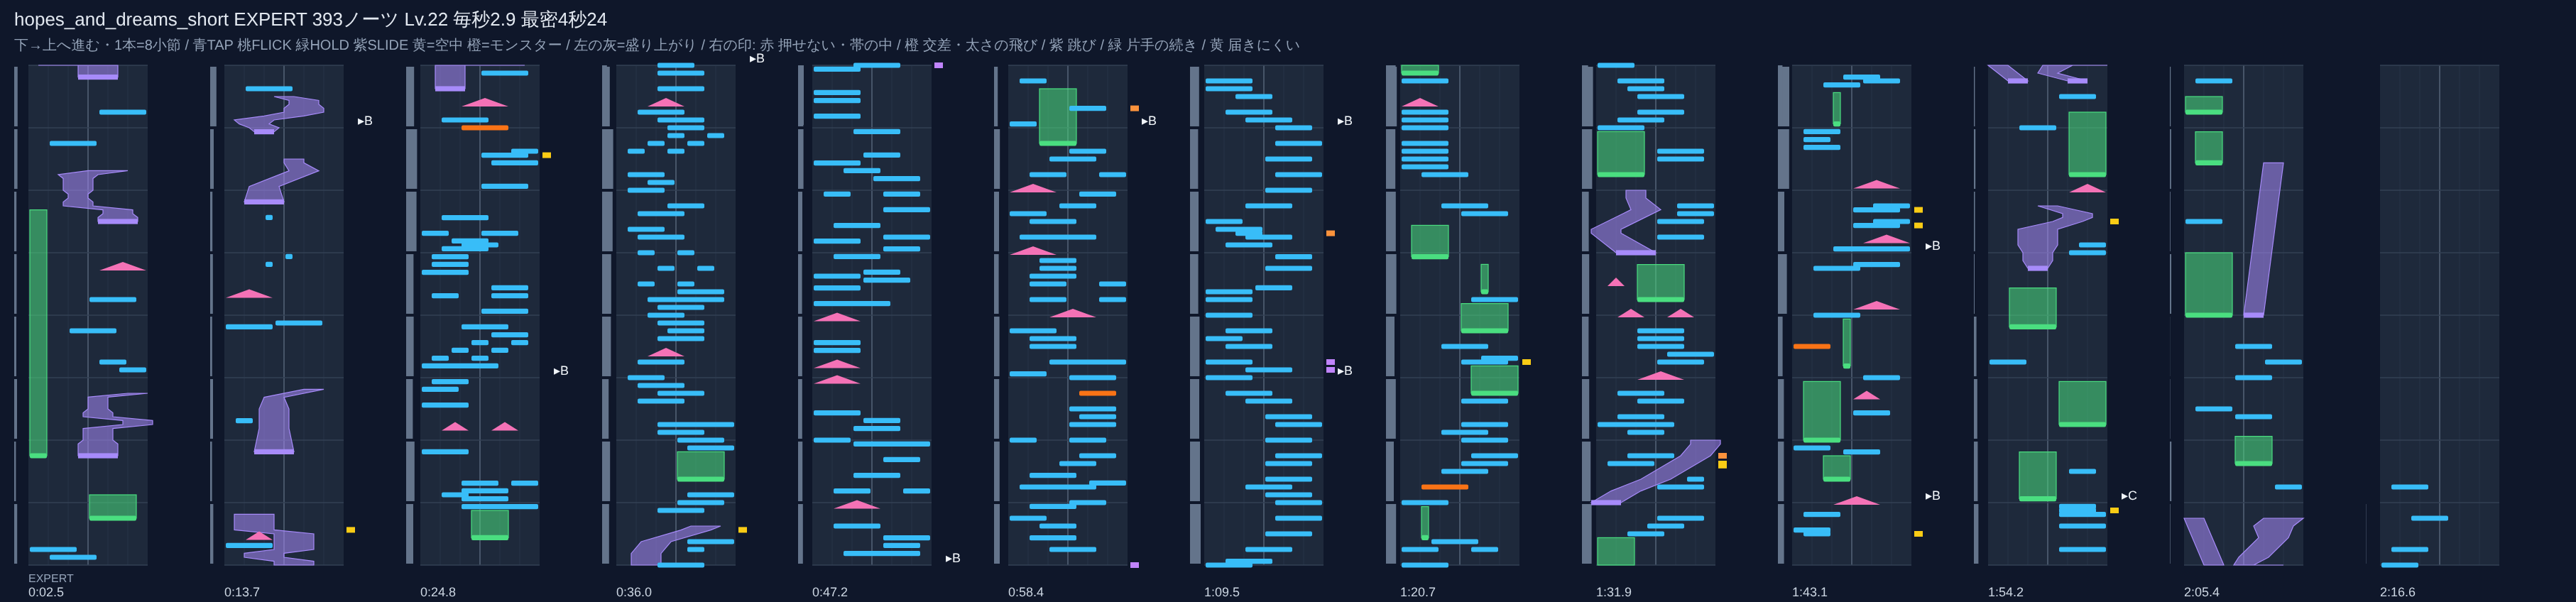 hopes_and_dreams_short EXPERT 393ノーツ Lv.22 毎秒2.9 最密4秒24
下→上へ進む・1本=8小節 / 青TAP 桃FLICK 緑HOLD 紫SLIDE 黄=空中 橙=モンスター / 左の灰=盛り上がり / 右の印: 赤 押せない・帯の中 / 橙 交差・太さの飛び / 紫 跳び / 緑 片手の続き / 黄 届きにくい
▸B
▸B ▸B ▸B
▸B
▸B ▸B
▸B ▸C
▸B
EXPERT
0:02.5 0:13.7 0:24.8 0:36.0 0:47.2 0:58.4 1:09.5 1:20.7 1:31.9 1:43.1 1:54.2 2:05.4 2:16.6